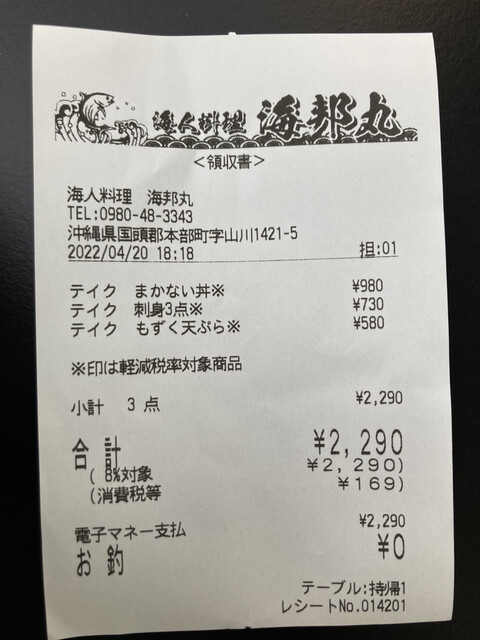 海人料理 海邦丸
＜領収書＞
海人料理 海邦丸
TEL:0980-48-3343
沖縄県国頭郡本部町字山川1421-5
2022/04/20 18:18 担:01
テイク まかない丼※ ¥980
テイク 刺身3点※ ¥730
テイク もずく天ぷら※ ¥580
※印は軽減税率対象商品
小計 3 点 ¥2,290
合計 ¥2,290
( 8%対象 ¥2,290)
(消費税等 ¥169)
電子マネー支払 ¥2,290
お釣 ¥0
テーブル:持帰1
レシートNo.014201